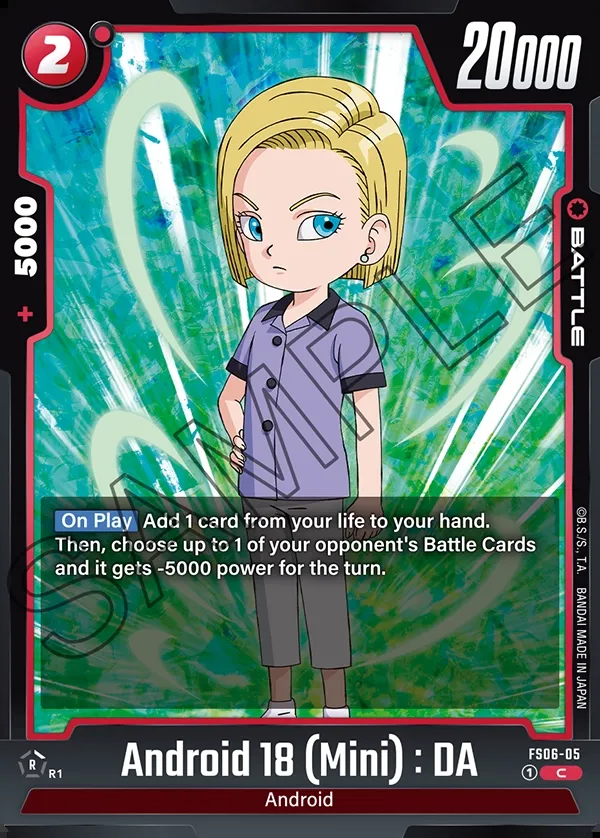 2
20000
+ 5000
BATTLE
SAMPLE
On Play Add 1 card from your life to your hand.
Then, choose up to 1 of your opponent's Battle Cards
and it gets -5000 power for the turn.
©B.S./S., T.A. BANDAI MADE IN JAPAN
R R1
Android 18 (Mini) : DA
FS06-05
1 C
Android